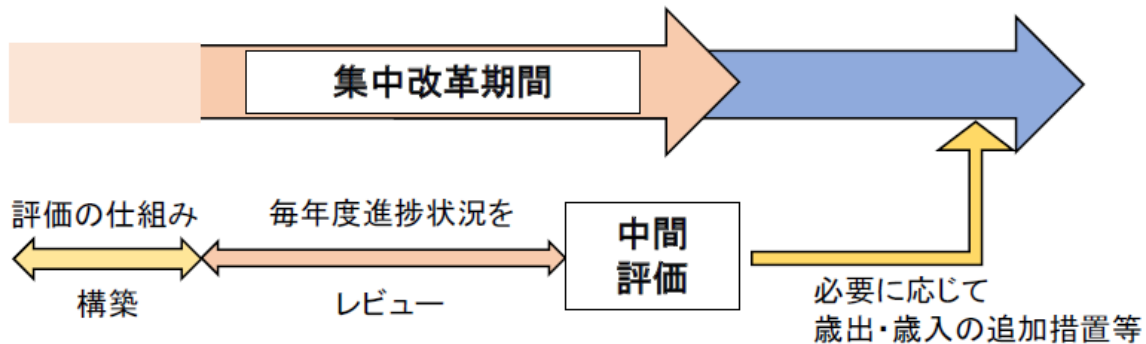 集中改革期間
評価の仕組み
構築
毎年度進捗状況を
レビュー
中間
評価
必要に応じて
歳出・歳入の追加措置等